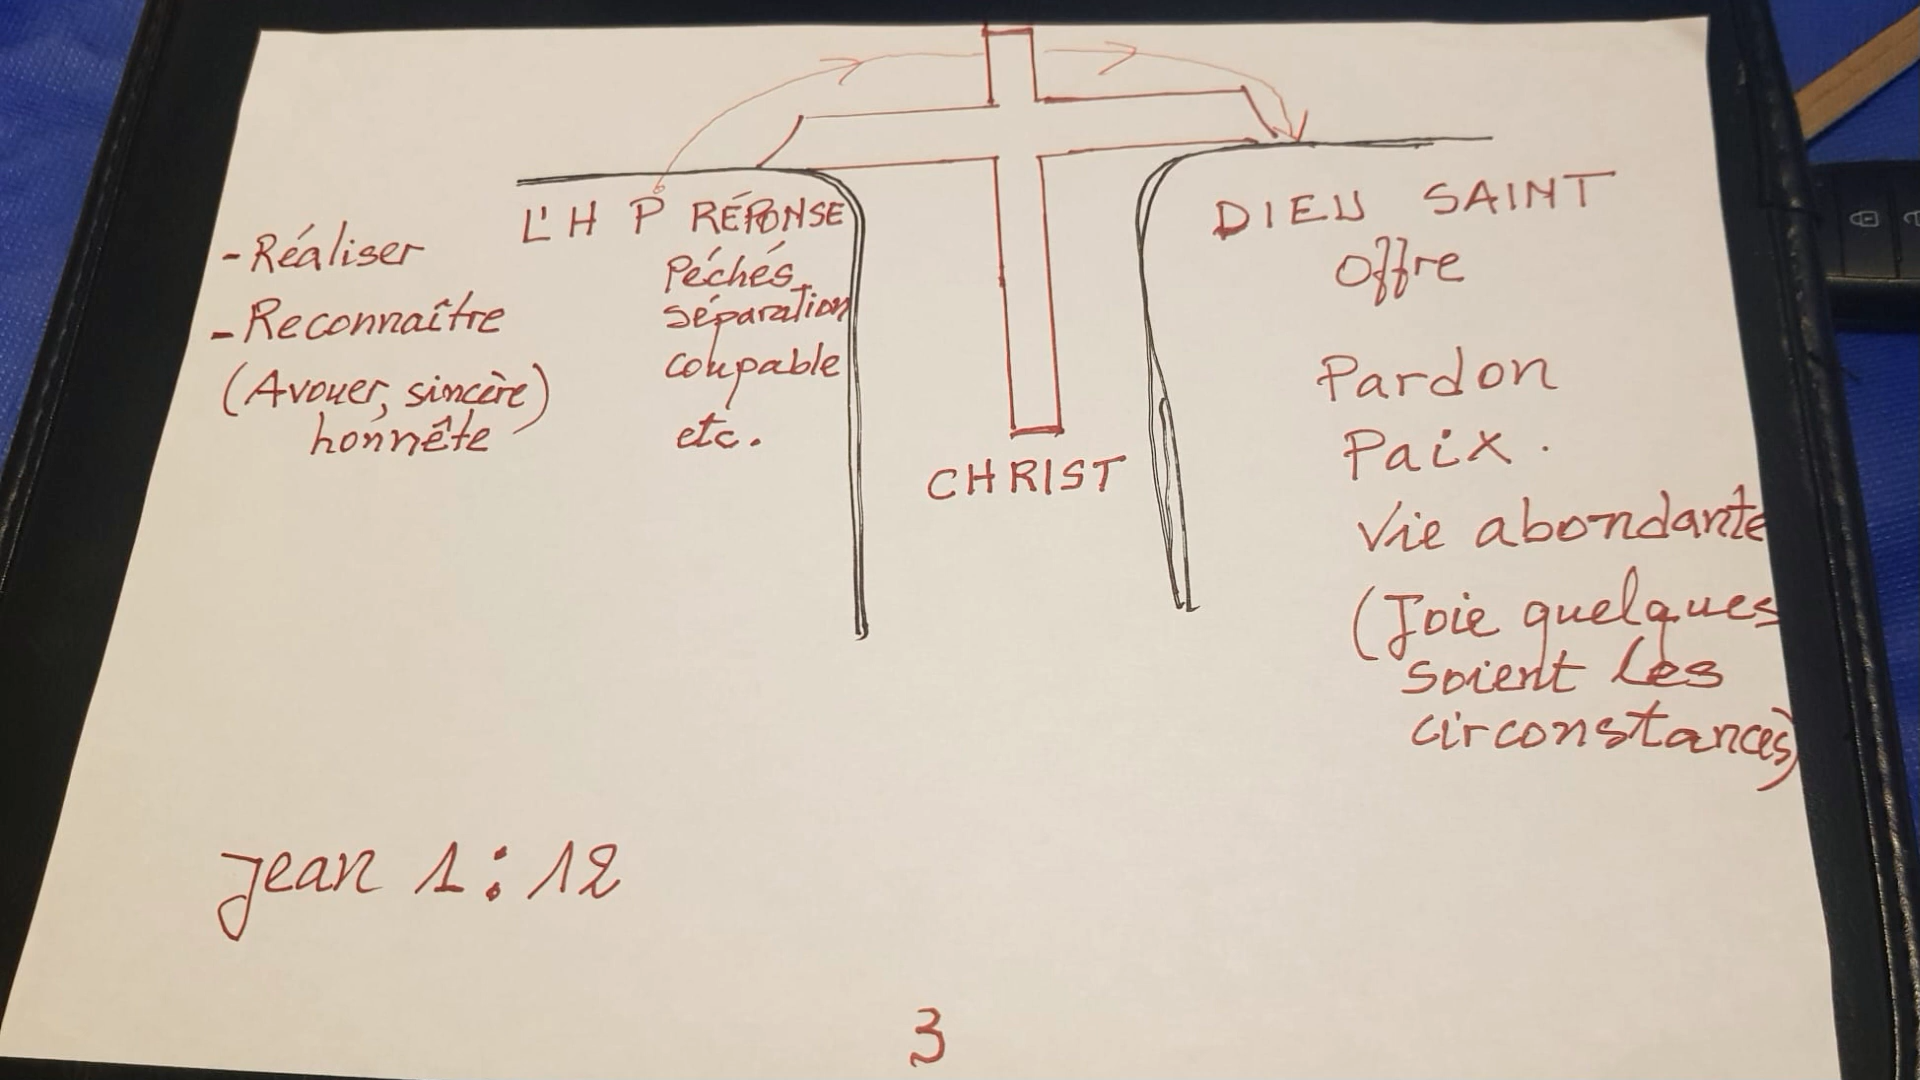 L'H P RÉPONSE
- Réaliser
- Reconnaître
(Avouer, sincère)
honnête
Péchés
séparation
coupable
etc.
CHRIST
DIEU SAINT
Offre
Pardon
Paix.
Vie abondante
(Joie quelques
soient les
circonstances)
Jean 1:12
3